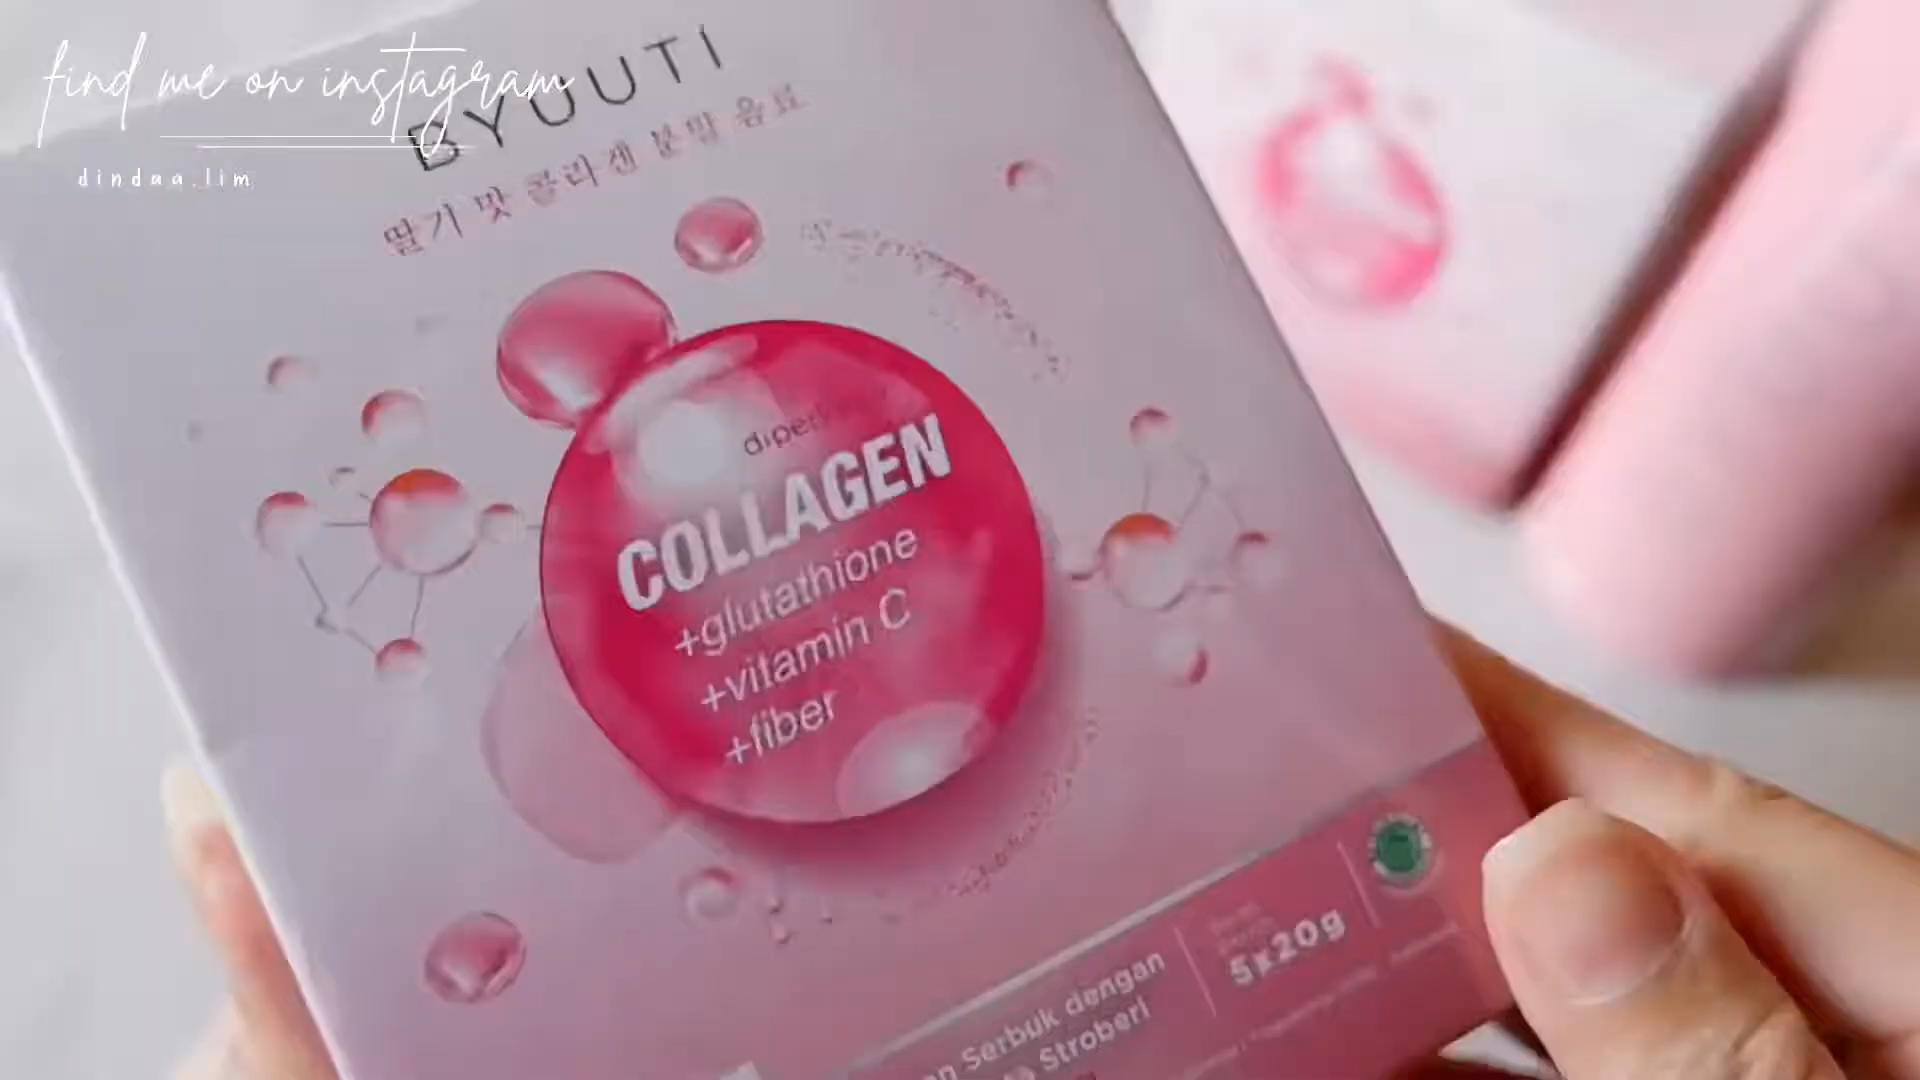 find me on instagram
dindaa.lim
BYUUTI
딸기 맛 콜라겐 분말 음료
COLLAGEN
+glutathione
+vitamin C
+fiber
Serbuk dengan
Stroberi
5x20g